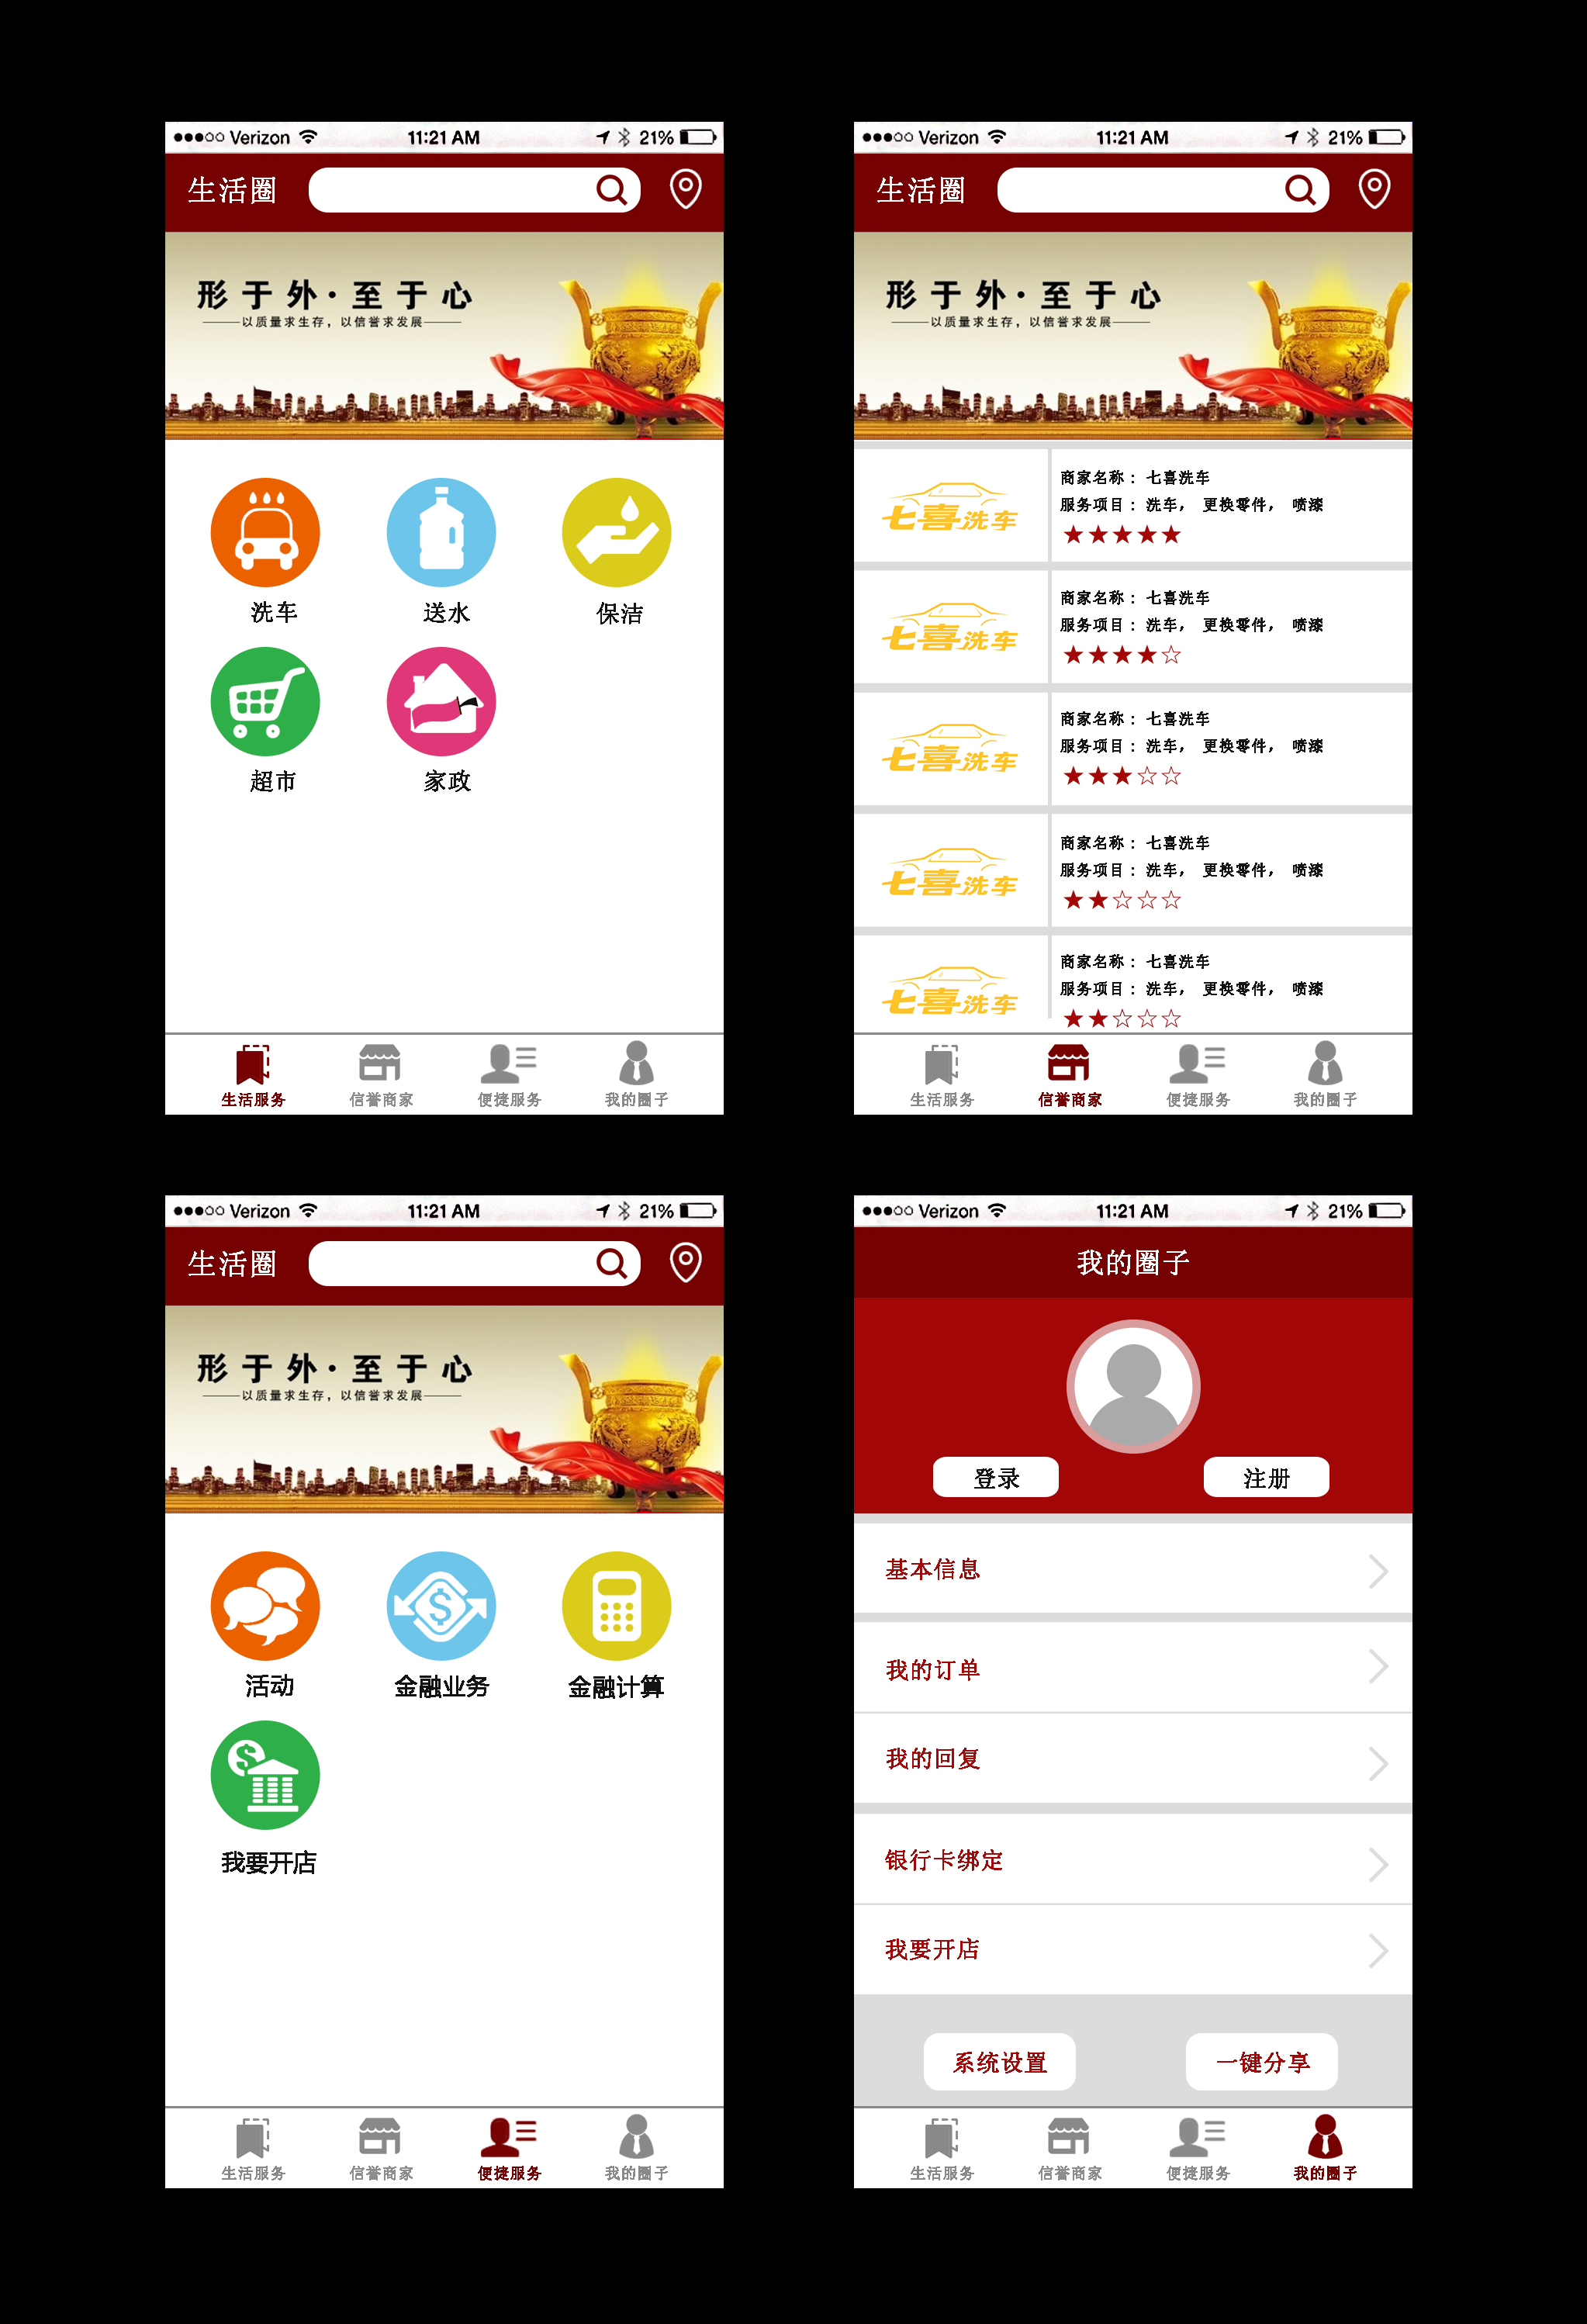 Verizon 11:21 AM 21%
生活圈
形于外·至于心
以质量求生存，以信誉求发展
洗车 送水 保洁
超市 家政
生活服务 信誉商家 便捷服务 我的圈子
Verizon 11:21 AM 21%
生活圈
形于外·至于心
以质量求生存，以信誉求发展
七喜洗车
商家名称：七喜洗车
服务项目：洗车， 更换零件， 喷漆
★★★★★
七喜洗车
商家名称：七喜洗车
服务项目：洗车， 更换零件， 喷漆
★★★★☆
七喜洗车
商家名称：七喜洗车
服务项目：洗车， 更换零件， 喷漆
★★★☆☆
七喜洗车
商家名称：七喜洗车
服务项目：洗车， 更换零件， 喷漆
★★☆☆☆
七喜洗车
商家名称：七喜洗车
服务项目：洗车， 更换零件， 喷漆
★★☆☆☆
生活服务 信誉商家 便捷服务 我的圈子
Verizon 11:21 AM 21%
生活圈
形于外·至于心
以质量求生存，以信誉求发展
活动 金融业务 金融计算
我要开店
生活服务 信誉商家 便捷服务 我的圈子
Verizon 11:21 AM 21%
我的圈子
登录 注册
基本信息
我的订单
我的回复
银行卡绑定
我要开店
系统设置 一键分享
生活服务 信誉商家 便捷服务 我的圈子